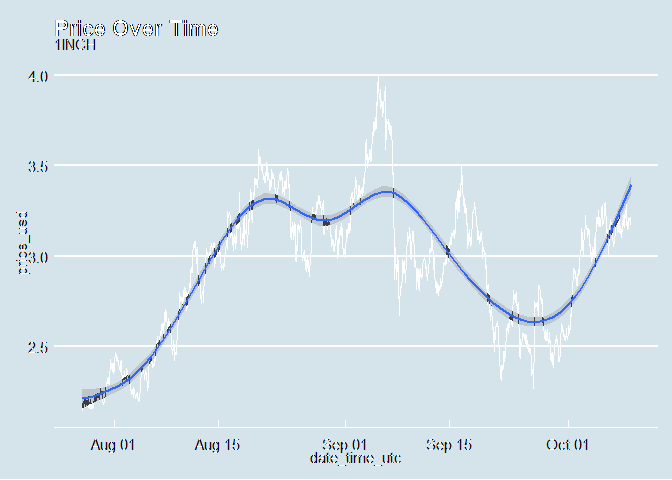 Price Over Time
1INCH
4.0
3.5
3.0
2.5
Aug 01
Aug 15
Sep 01
Sep 15
Oct 01
date_time_utc